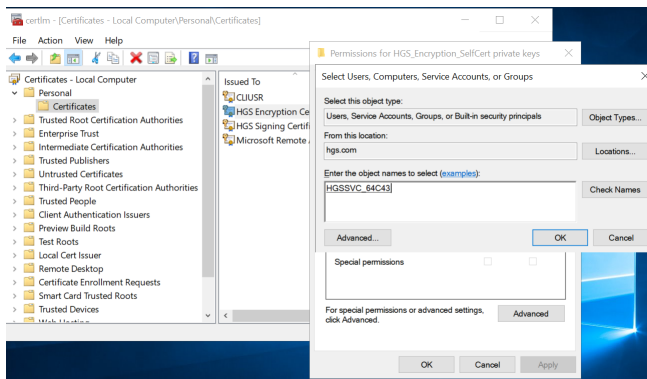 certlm - [Certificates - Local Computer\Personal\Certificates]
File Action View Help
Certificates - Local Computer
Personal
Certificates
Trusted Root Certification Authorities
Enterprise Trust
Intermediate Certification Authorities
Trusted Publishers
Untrusted Certificates
Third-Party Root Certification Authorities
Trusted People
Client Authentication Issuers
Preview Build Roots
Test Roots
Local Cert Issuer
Remote Desktop
Certificate Enrollment Requests
Smart Card Trusted Roots
Trusted Devices
Web Hosting
Issued To
CLIUSR
HGS Encryption Ce
HGS Signing Certifi
Microsoft Remote
Permissions for HGS_Encryption_SelfCert private keys
Select Users, Computers, Service Accounts, or Groups
Select this object type:
Users, Service Accounts, Groups, or Built-in security principals
Object Types...
From this location:
hgs.com
Locations...
Enter the object names to select (examples):
HGSSVC_64C43
Check Names
Advanced...
OK
Cancel
Special permissions
For special permissions or advanced settings,
click Advanced.
Advanced
OK
Cancel
Apply